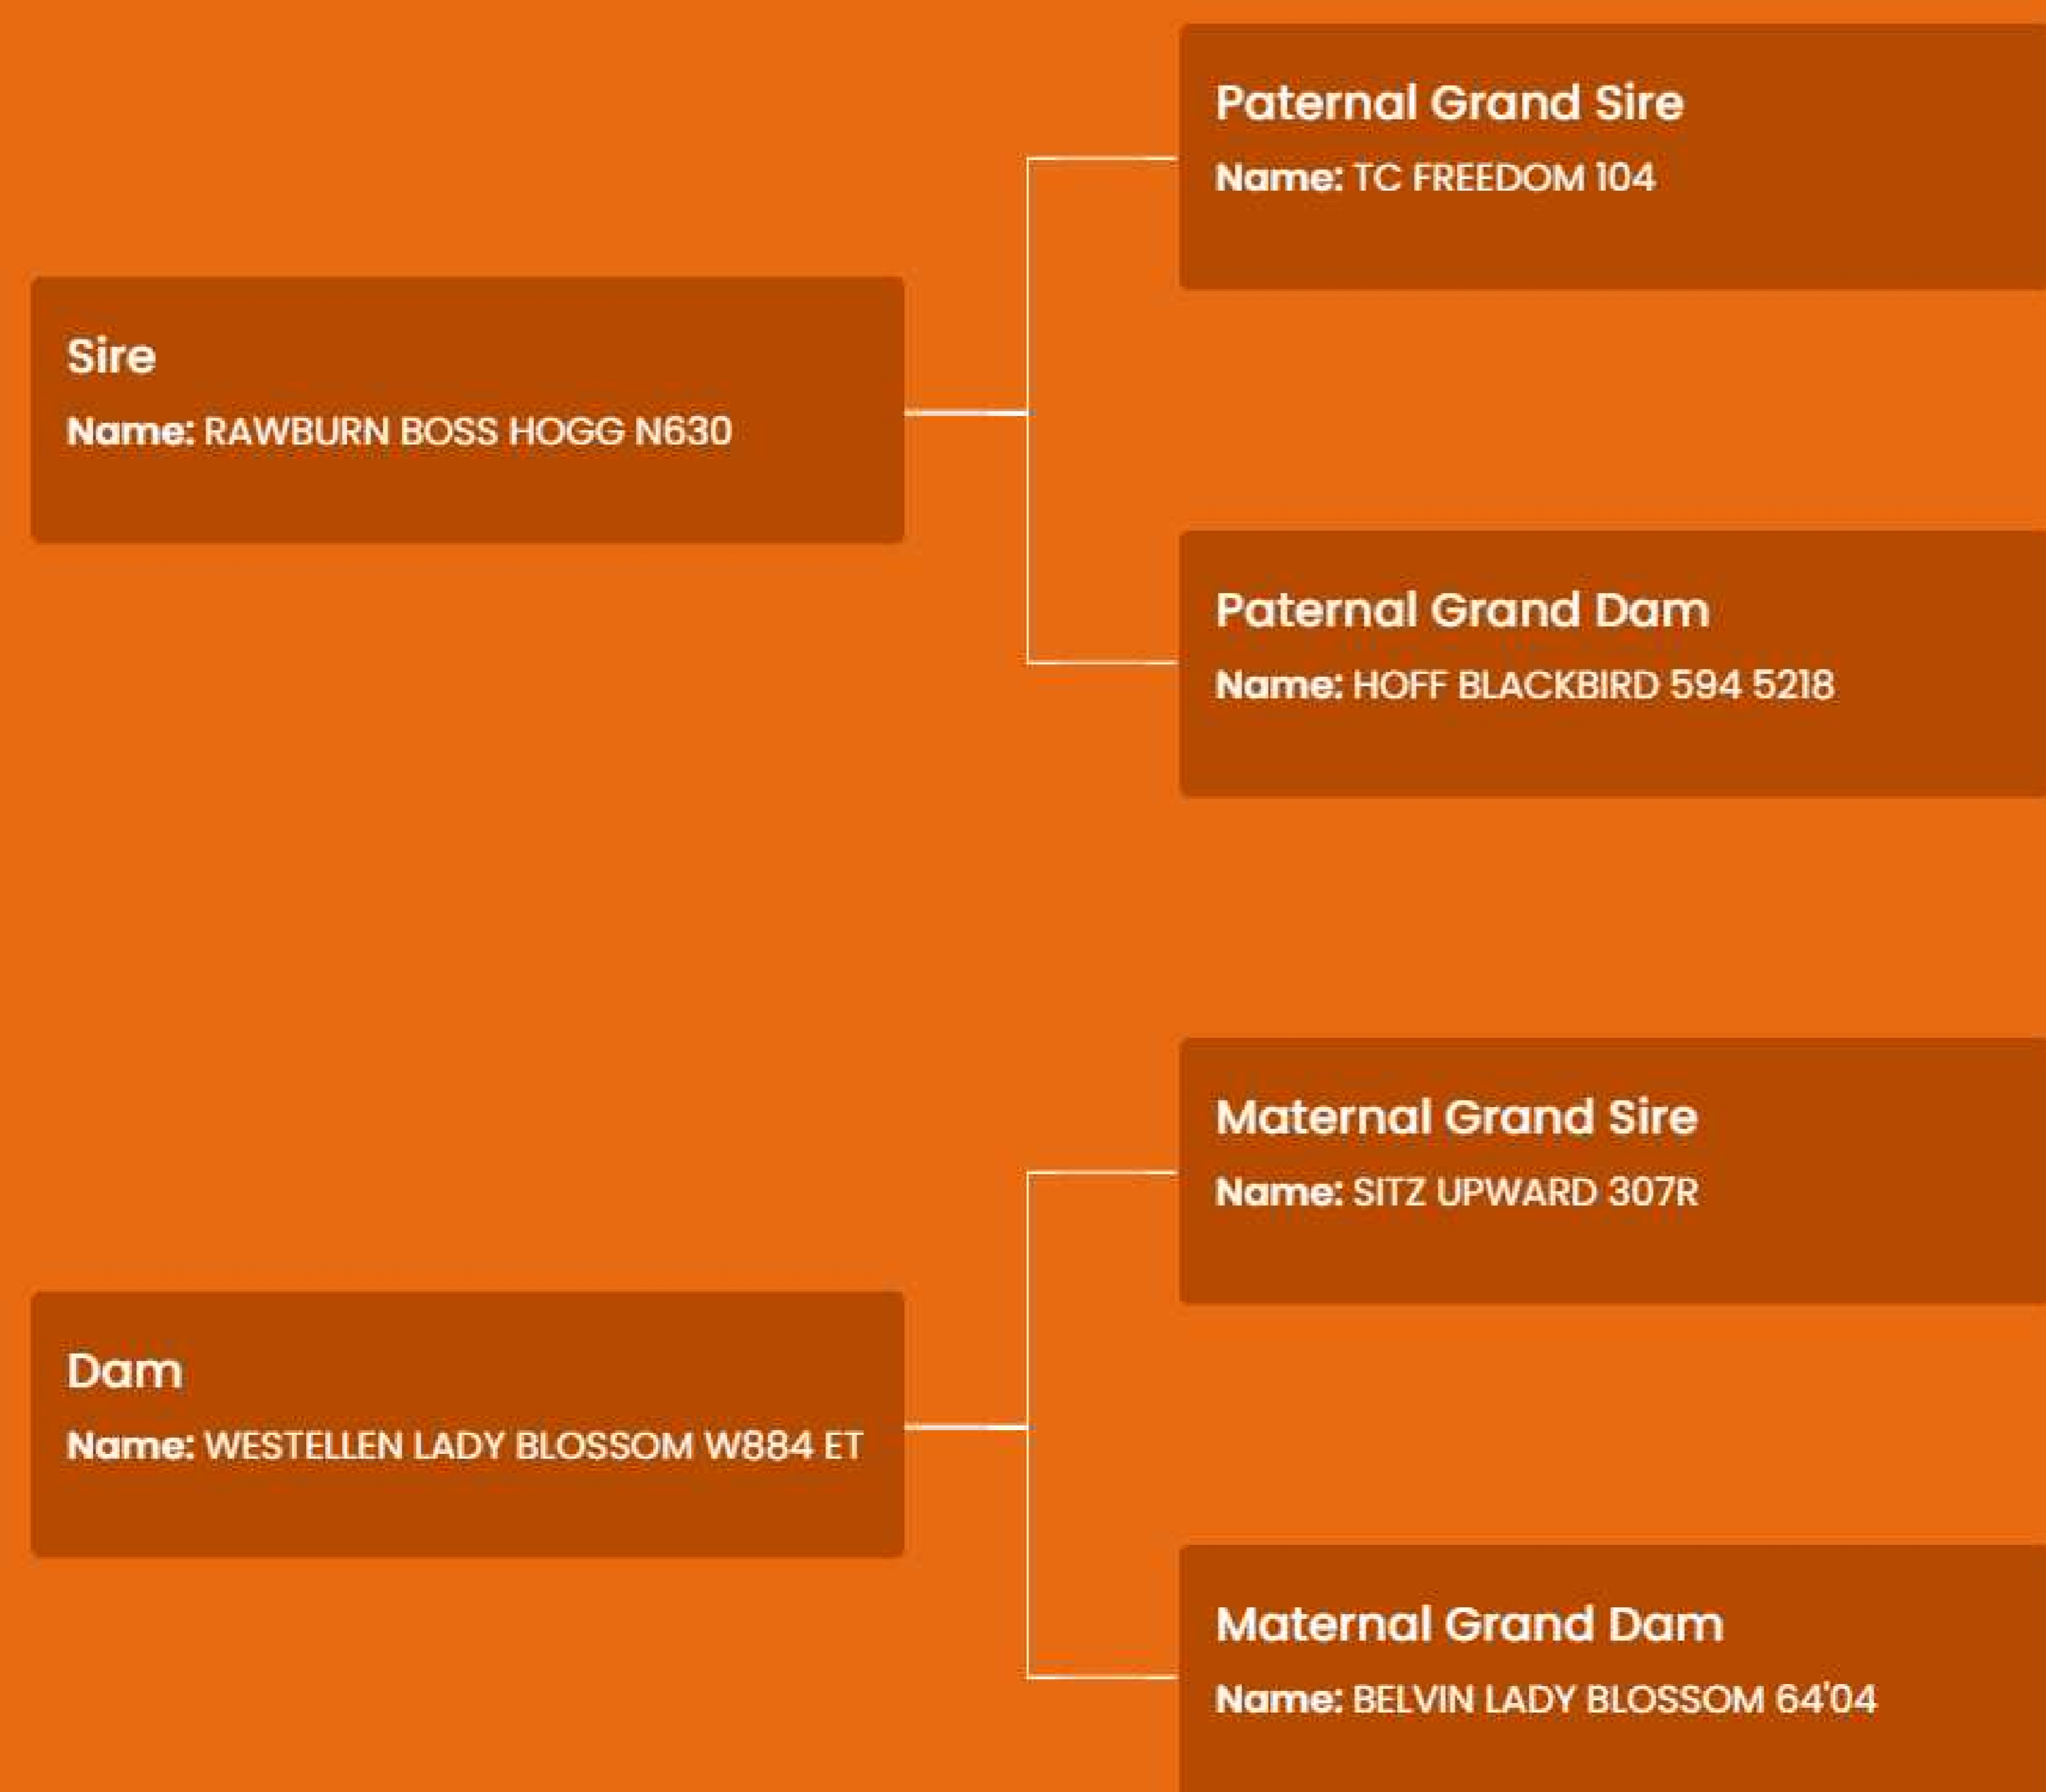 Paternal Grand Sire
Name: TC FREEDOM 104
Sire
Name: RAWBURN BOSS HOGG N630
Paternal Grand Dam
Name: HOFF BLACKBIRD 594 5218
Maternal Grand Sire
Name: SITZ UPWARD 307R
Dam
Name: WESTELLEN LADY BLOSSOM W884 ET
Maternal Grand Dam
Name: BELVIN LADY BLOSSOM 64'04